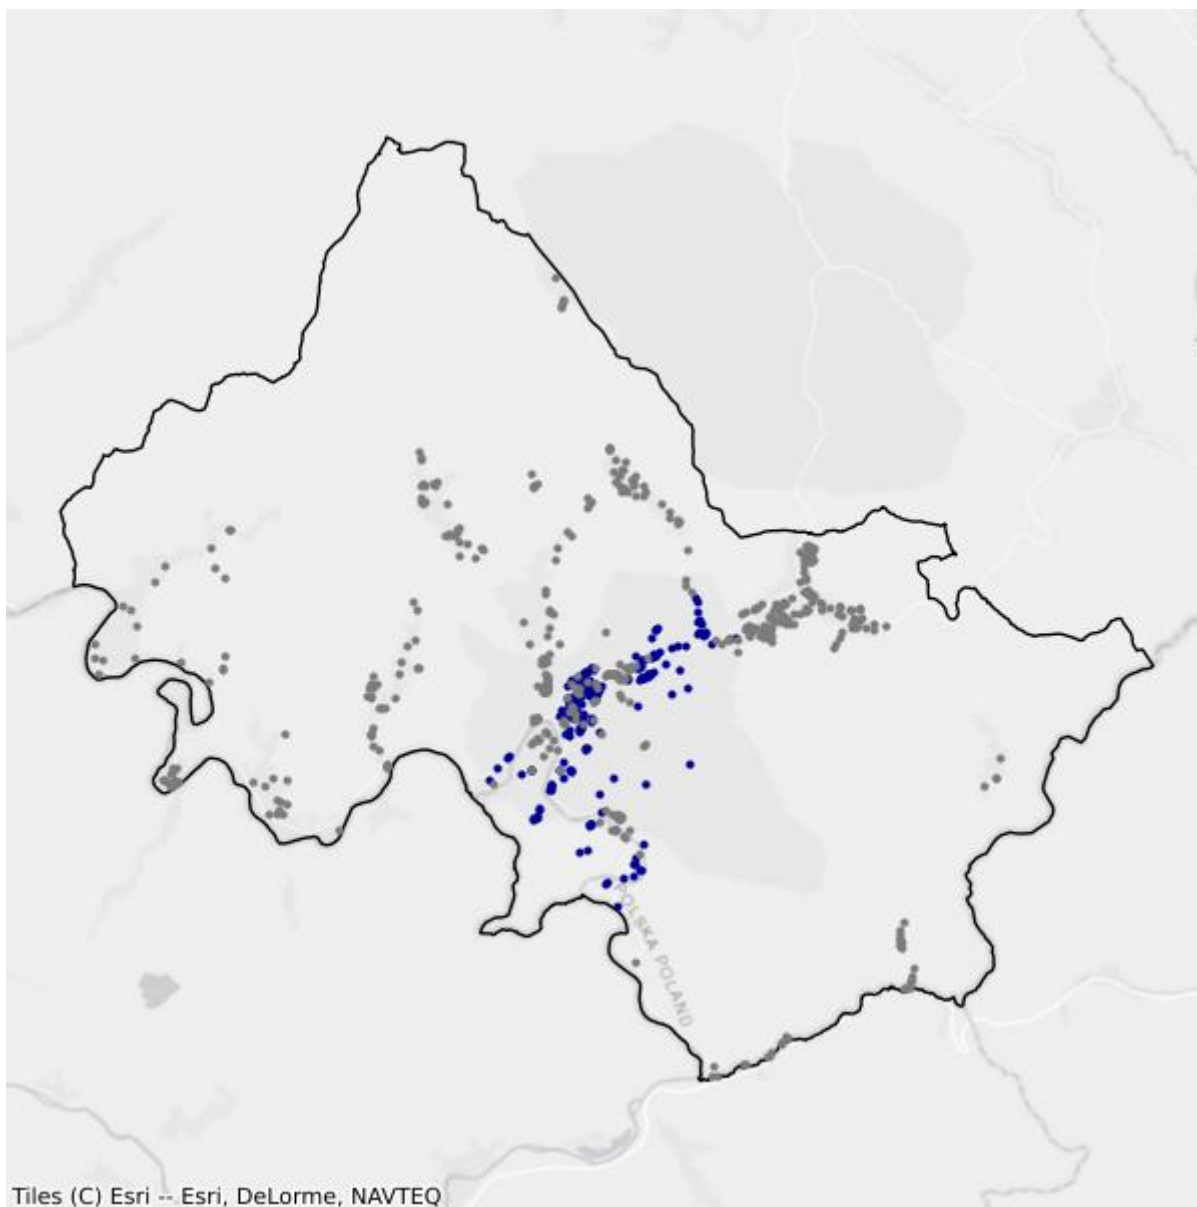 POLSKA POLAND
Tiles (C) Esri -- Esri, DeLorme, NAVTEQ